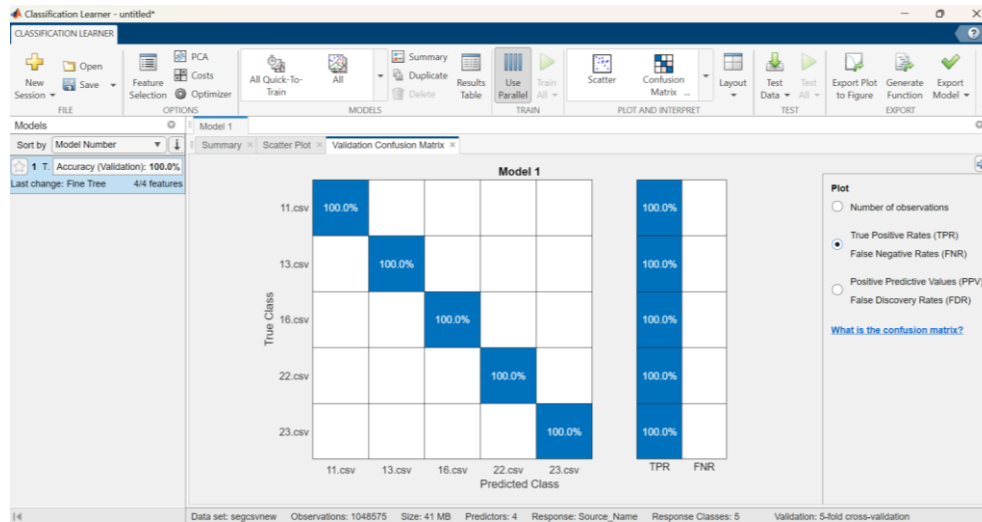 Classification Learner - untitled*
CLASSIFICATION LEARNER
New Session
Open
Save
FILE
Feature Selection
PCA
Costs
Optimizer
OPTIONS
All Quick-To-Train
All
MODELS
Summary
Duplicate
Delete
Results Table
Use Parallel
Train All
TRAIN
Scatter
Confusion Matrix ...
Layout
PLOT AND INTERPRET
Test Data
Test All
TEST
Export Plot to Figure
Generate Function
Export Model
EXPORT
Models
Model 1
Sort by Model Number
Summary
Scatter Plot
Validation Confusion Matrix
1 T. Accuracy (Validation): 100.0%
Last change: Fine Tree 4/4 features
Model 1
11.csv 100.0% 100.0%
13.csv 100.0% 100.0%
16.csv 100.0% 100.0%
22.csv 100.0% 100.0%
23.csv 100.0% 100.0%
True Class
11.csv 13.csv 16.csv 22.csv 23.csv TPR FNR
Predicted Class
Plot
Number of observations
True Positive Rates (TPR)
False Negative Rates (FNR)
Positive Predictive Values (PPV)
False Discovery Rates (FDR)
What is the confusion matrix?
Data set: segcsvnew Observations: 1048575 Size: 41 MB Predictors: 4 Response: Source_Name Response Classes: 5 Validation: 5-fold cross-validation